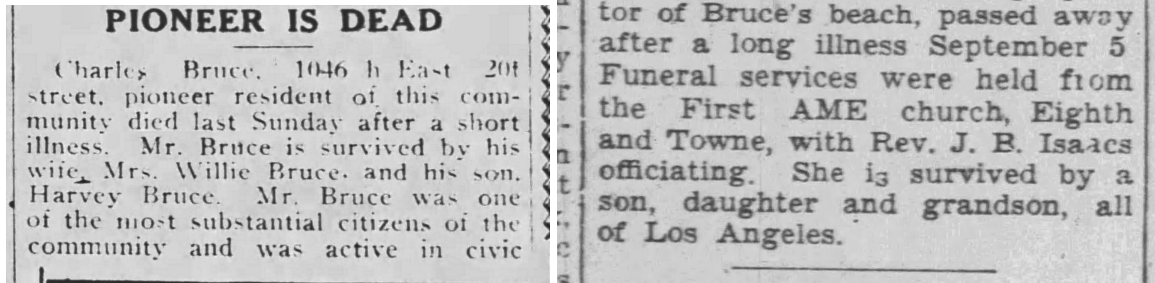 PIONEER IS DEAD
Charles Bruce, 1046 h East 20t
street, pioneer resident of this com-
munity died last Sunday after a short
illness. Mr. Bruce is survived by his
wife, Mrs. Willie Bruce, and his son,
Harvey Bruce. Mr. Bruce was one
of the most substantial citizens of the
community and was active in civic
tor of Bruce's beach, passed away
after a long illness September 5
Funeral services were held from
the First AME church, Eighth
and Towne, with Rev. J. B. Isaacs
officiating. She is survived by a
son, daughter and grandson, all
of Los Angeles.